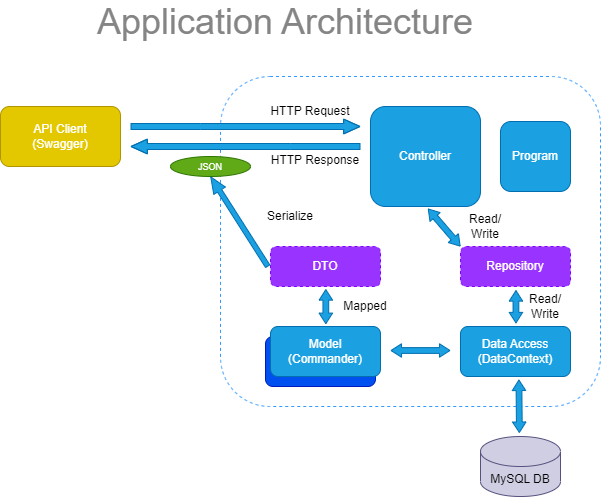 Application Architecture
HTTP Request
API Client
(Swagger)
Controller
Program
HTTP Response
JSON
Serialize
Read/
Write
DTO
Repository
Mapped
Read/
Write
Model
(Commander)
Data Access
(DataContext)
MySQL DB